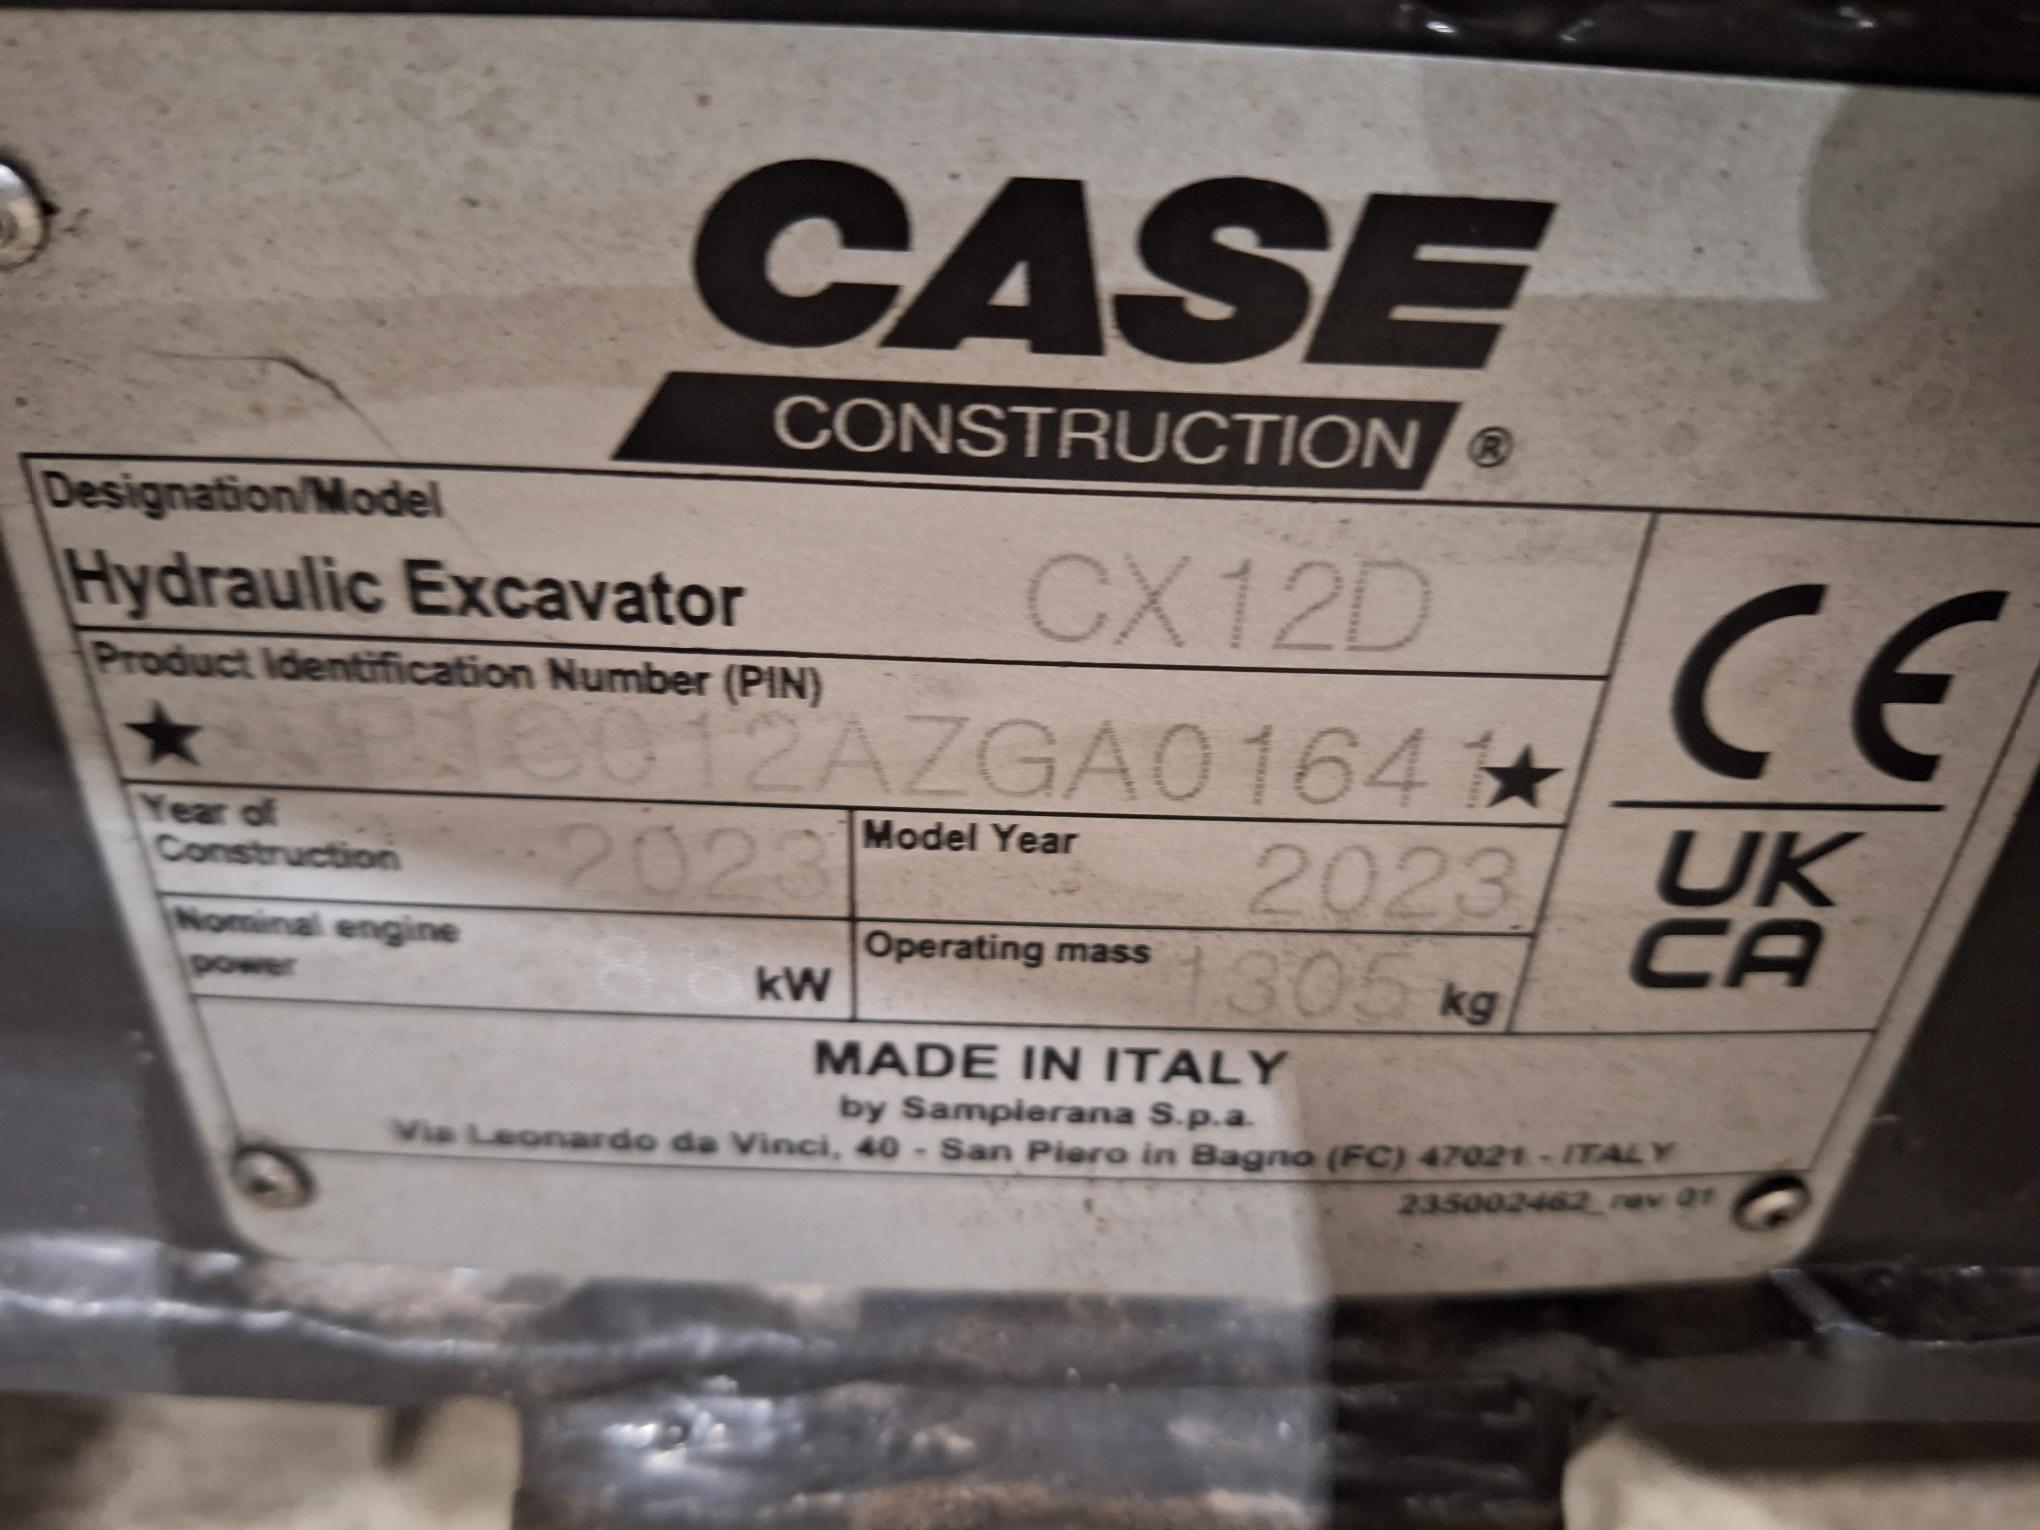 CASE
CONSTRUCTION ®
Designation/Model
Hydraulic Excavator CX12D
Product Identification Number (PIN)
★ ★
Year of
Construction 2023
Model Year 2023
Nominal engine
power kW
Operating mass 1305 kg
CE
UK
CA
MADE IN ITALY
by Sampierana S.p.a.
Via Leonardo da Vinci, 40 - San Piero in Bagno (FC) 47021 - ITALY
235002462_rev 01